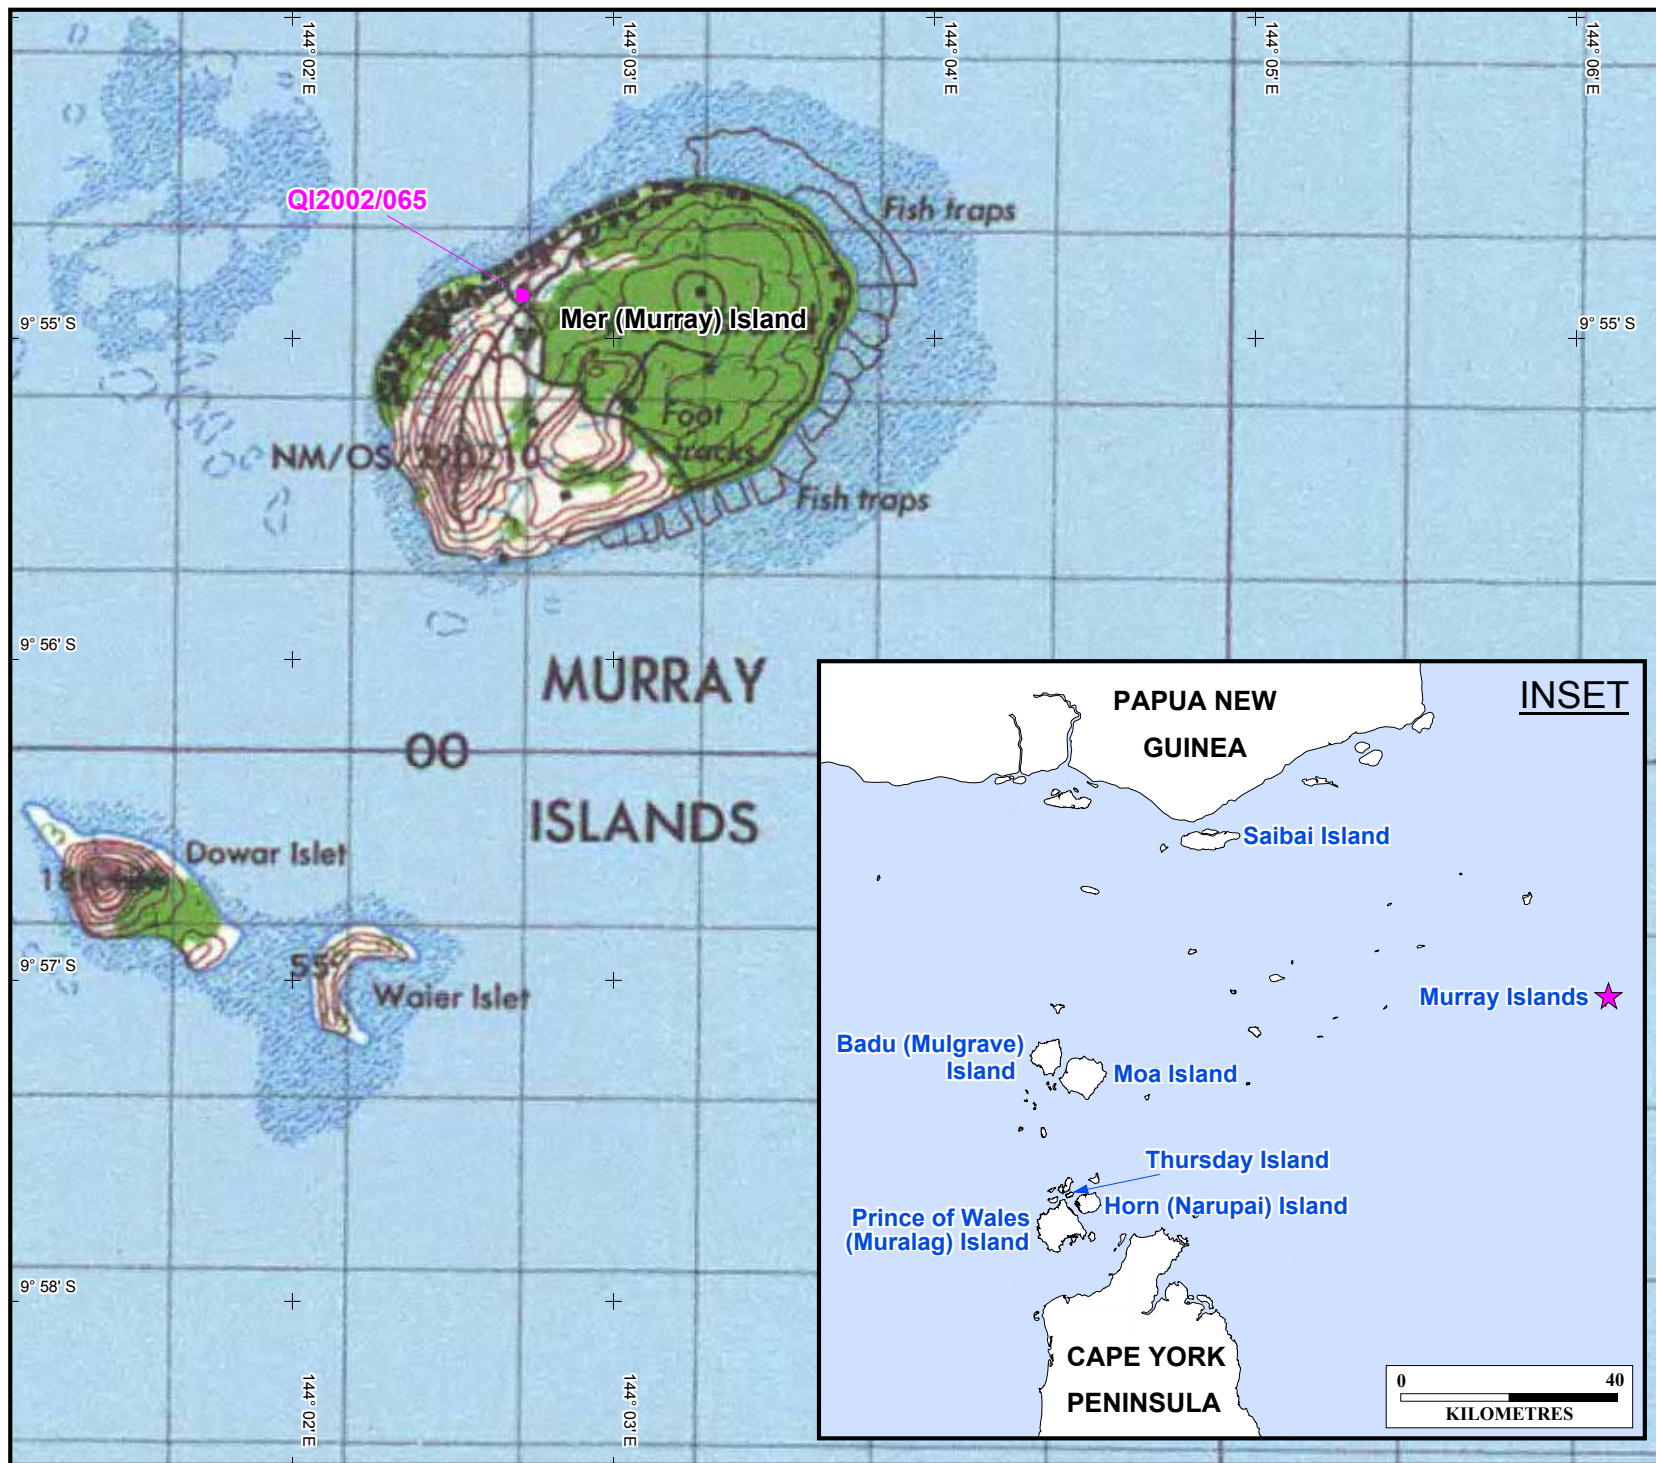 144° 02' E
144° 03' E
144° 04' E
144° 05' E
144° 06' E
QI2002/065
Fish traps
9° 55' S
Mer (Murray) Island
9° 55' S
Foot
tracks
NM/OS/
Fish traps
9° 56' S
MURRAY
00
ISLANDS
Dowar Islet
9° 57' S
55
Waier Islet
9° 58' S
144° 02' E
144° 03' E
INSET
PAPUA NEW
GUINEA
Saibai Island
Murray Islands
Badu (Mulgrave)
Island
Moa Island
Thursday Island
Horn (Narupai) Island
Prince of Wales
(Muralag) Island
CAPE YORK
PENINSULA
0 40
KILOMETRES